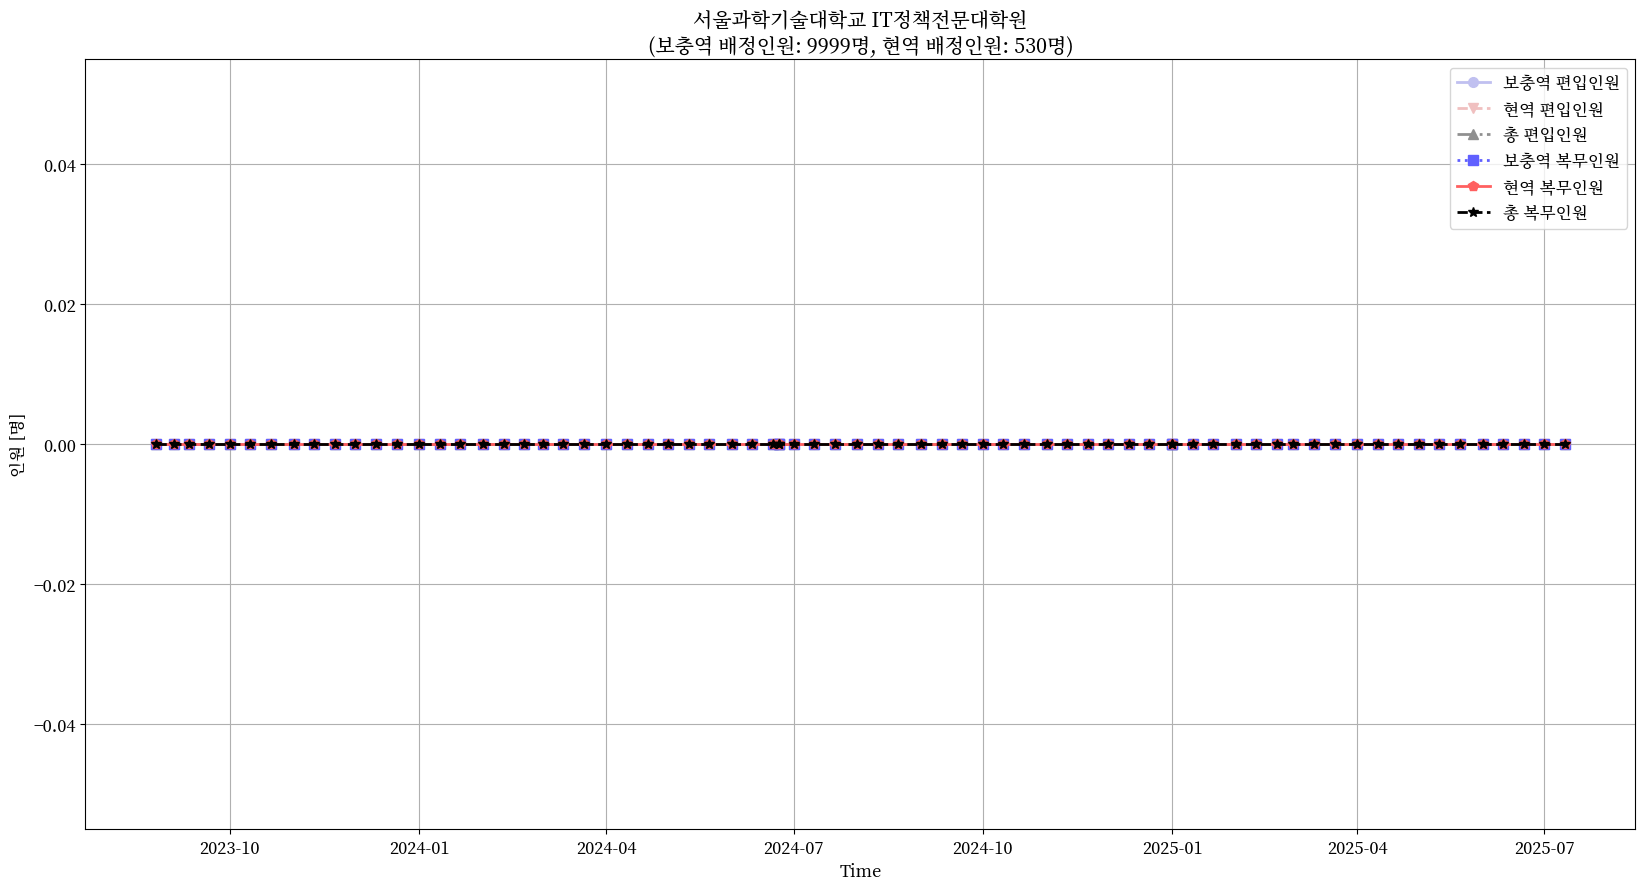 서울과학기술대학교 IT정책전문대학원
(보충역 배정인원: 9999명, 현역 배정인원: 530명)
보충역 편입인원
현역 편입인원
총 편입인원
보충역 복무인원
현역 복무인원
총 복무인원
인원 [명]
0.04
0.02
0.00
−0.02
−0.04
2023-10
2024-01
2024-04
2024-07
2024-10
2025-01
2025-04
2025-07
Time